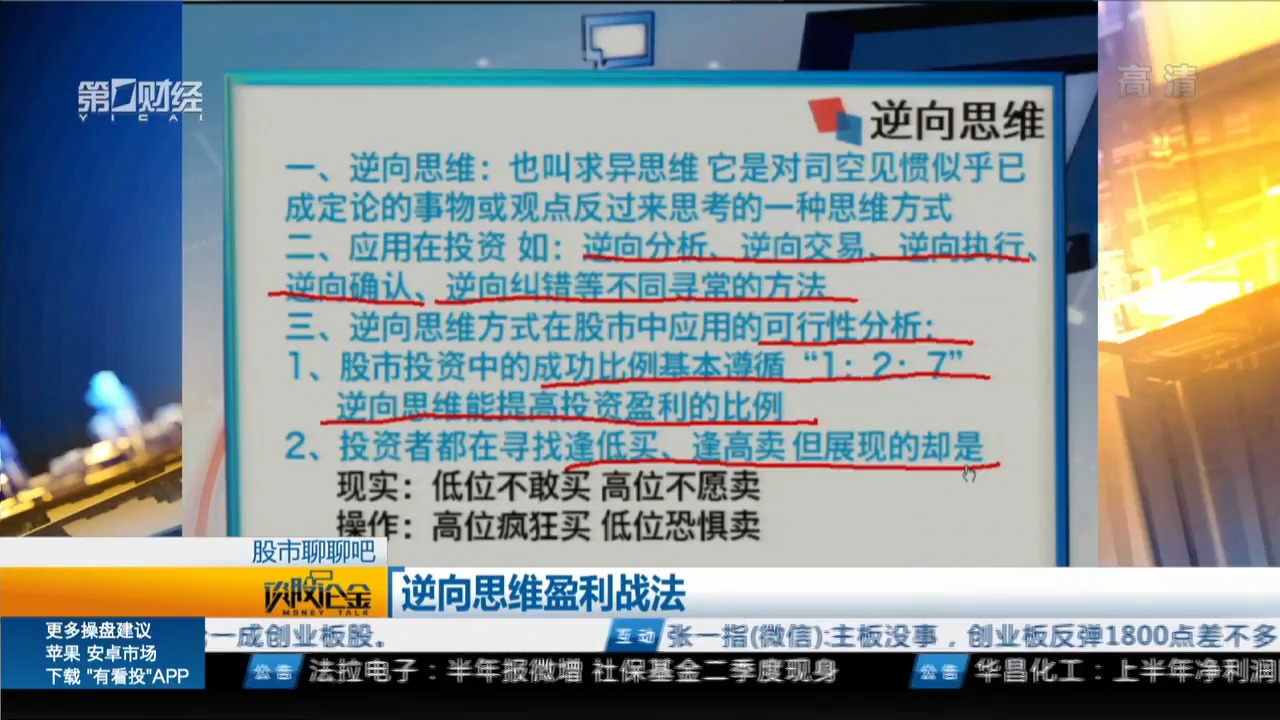 第一财经
YICAI
高清
逆向思维
一、逆向思维：也叫求异思维 它是对司空见惯似乎已
成定论的事物或观点反过来思考的一种思维方式
二、应用在投资 如：逆向分析、逆向交易、逆向执行、
逆向确认、逆向纠错等不同寻常的方法
三、逆向思维方式在股市中应用的可行性分析：
1、股市投资中的成功比例基本遵循“1：2：7”
逆向思维能提高投资盈利的比例
2、投资者都在寻找逢低买、逢高卖 但展现的却是
现实：低位不敢买 高位不愿卖
操作：高位疯狂买 低位恐惧卖
股市聊聊吧
谈股论金
MONEY TALK
逆向思维盈利战法
更多操盘建议
苹果 安卓市场
下载 "有看投"APP
一成创业板股。 互动 张一指(微信):主板没事，创业板反弹1800点差不多
公告 法拉电子：半年报微增 社保基金二季度现身 公告 华昌化工：上半年净利润